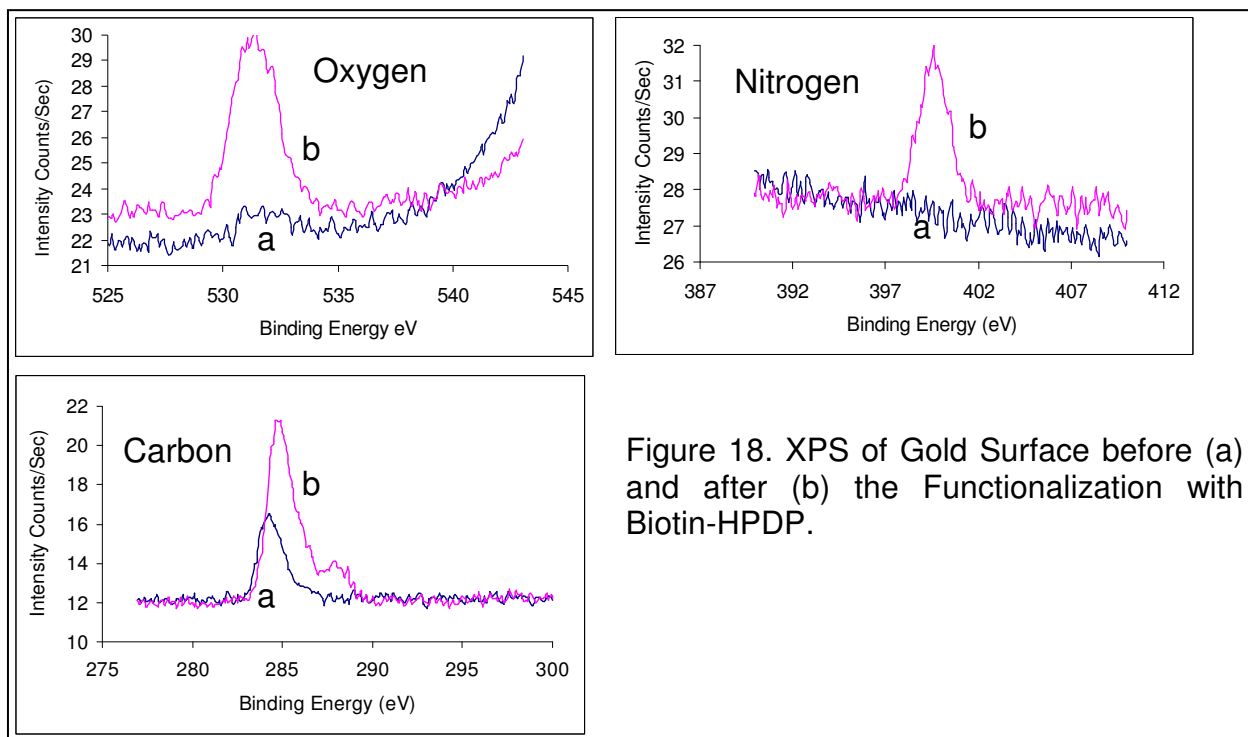 Oxygen
b
a
Intensity Counts/Sec
30
29
28
27
26
25
24
23
22
21
525 530 535 540 545
Binding Energy eV
Nitrogen
b
a
Intensity Counts/Sec)
32
30
28
26
387 392 397 402 407 412
Binding Energy (eV)
Carbon
b
a
Intensity Counts/Sec)
22
20
18
16
14
12
10
275 280 285 290 295 300
Binding Energy (eV)
Figure 18. XPS of Gold Surface before (a)
and after (b) the Functionalization with
Biotin-HPDP.